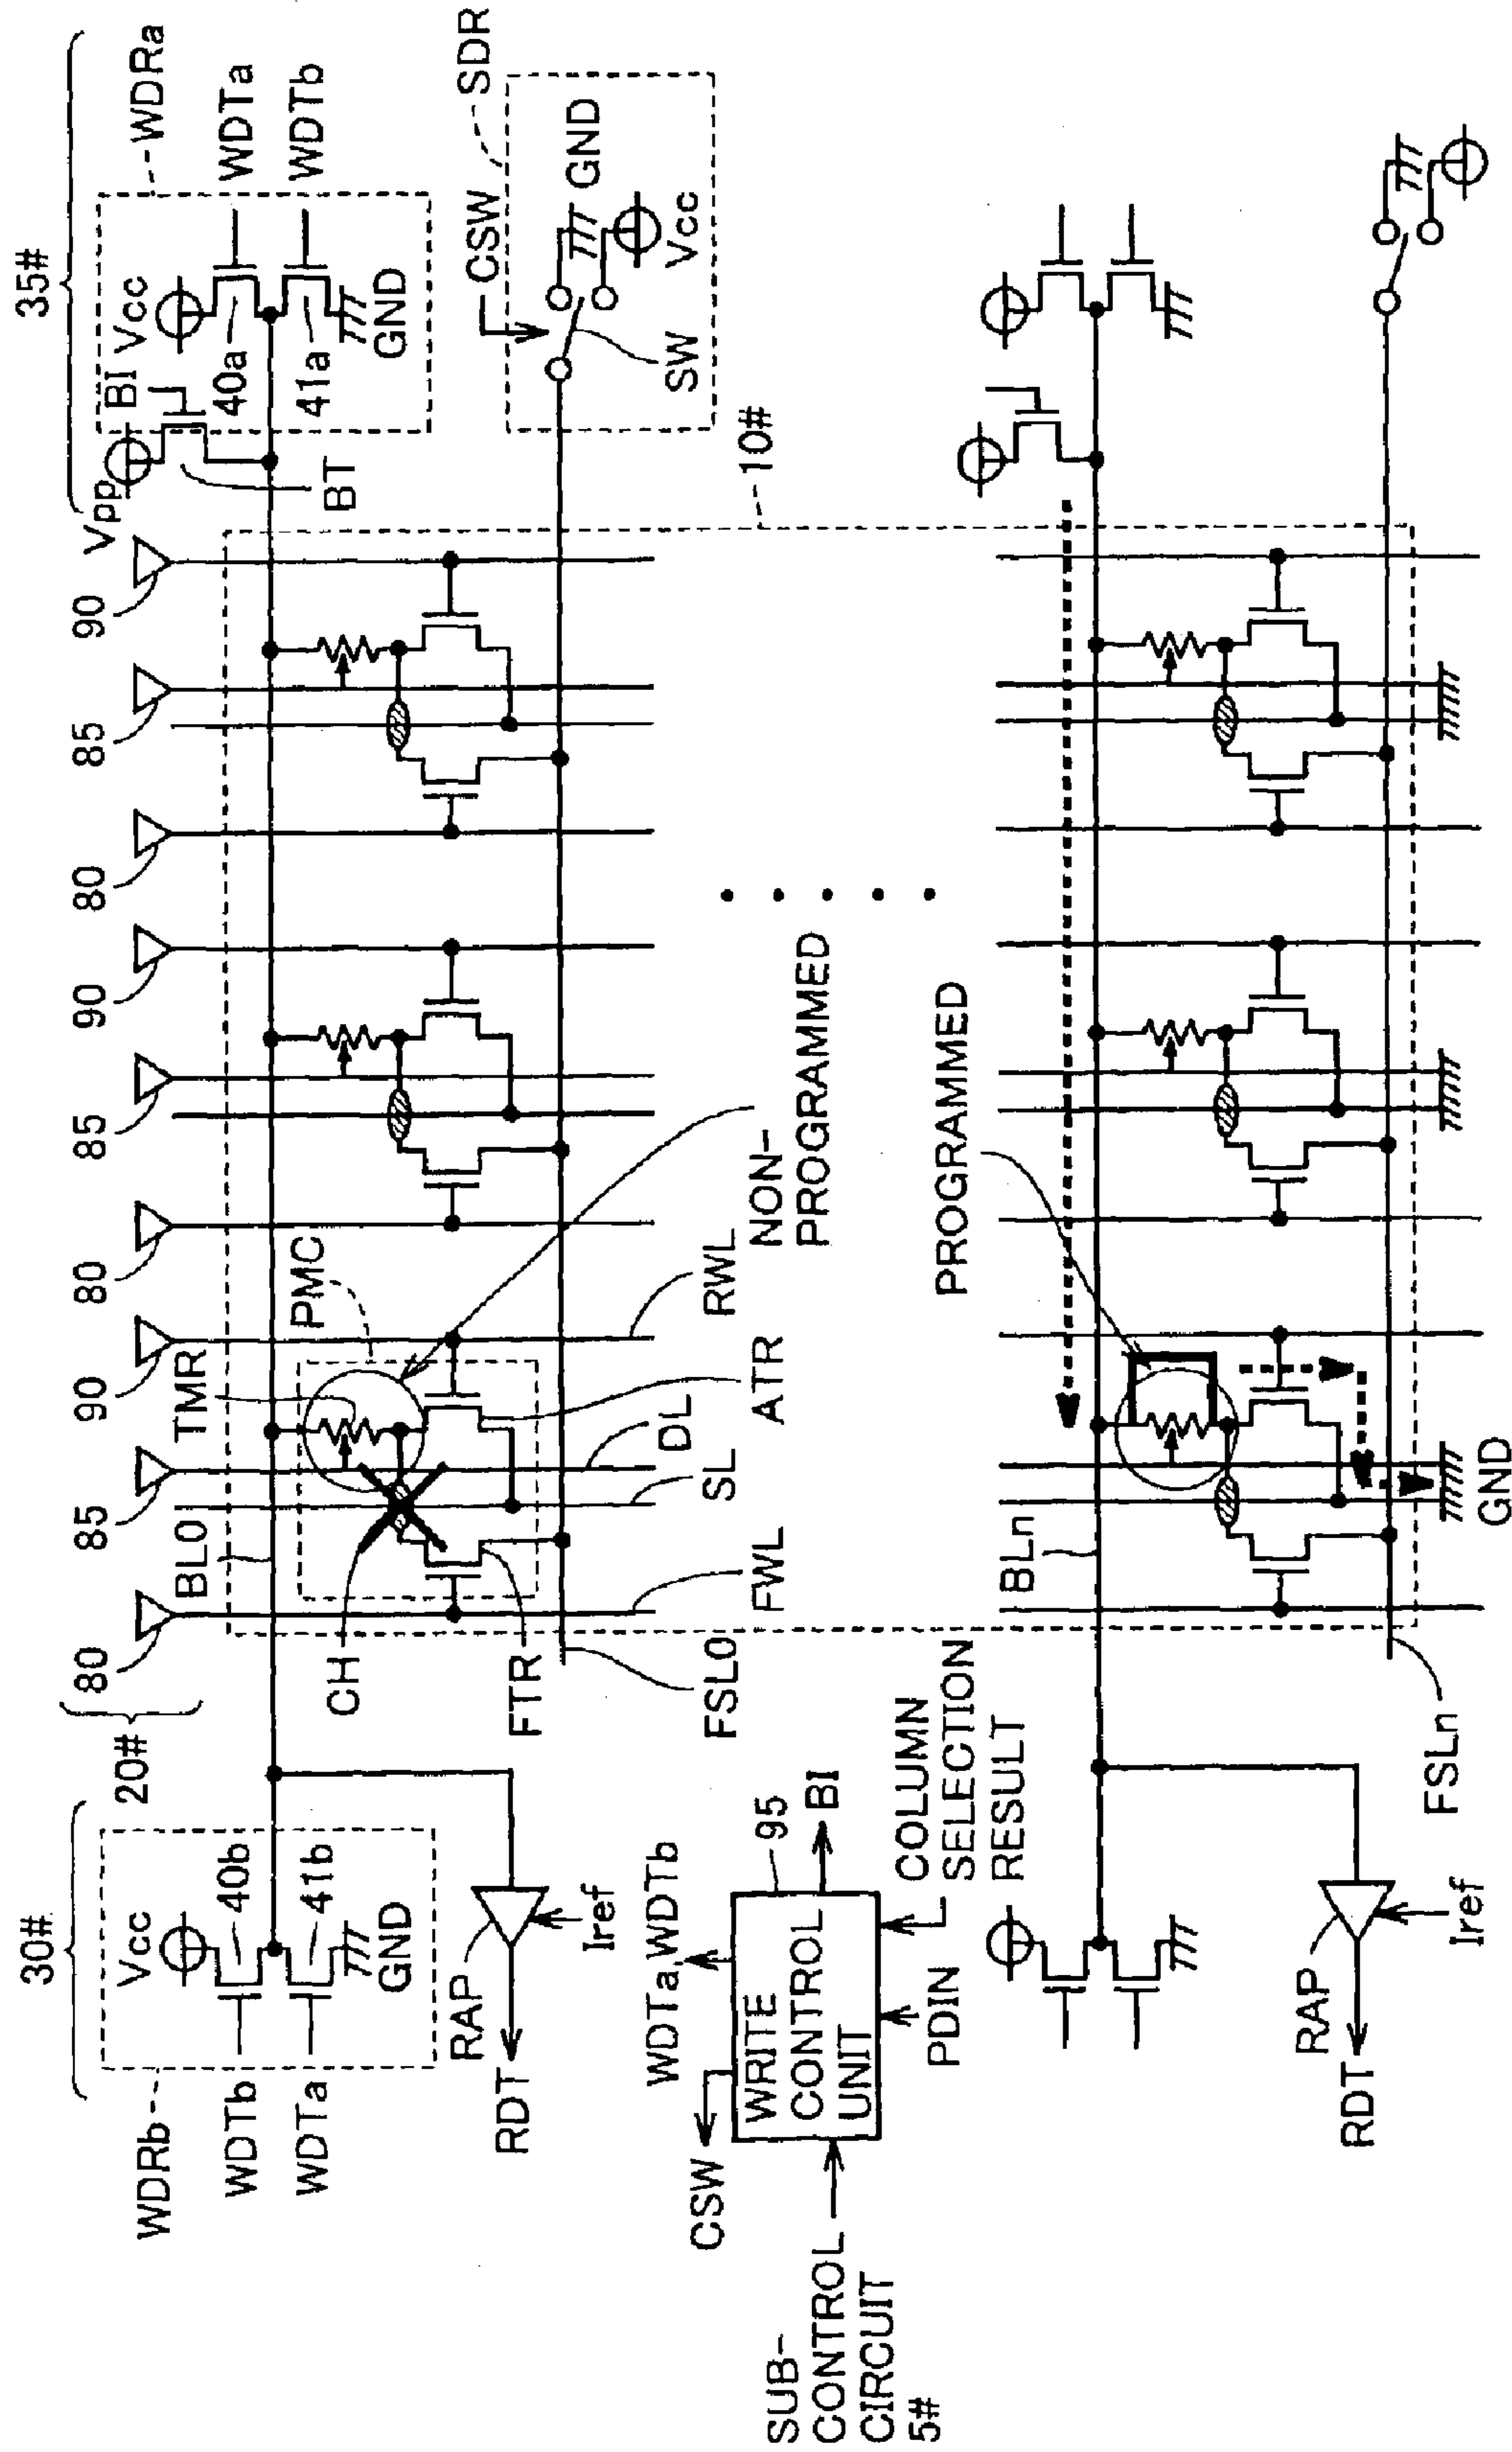 35#
WDRa
WDTa
WDTb
BI
Vcc
40a
41a
GND
Vpp
BT
SDR
CSW
GND
Vcc
SW
10#
90
85
80
90
85
80
90
85
80
20#
TMR
PMC
BL0
CH
FTR
FSL0
FWL
SL
DL
ATR
RWL
NON-
PROGRAMMED
PROGRAMMED
BLn
FSLn
GND
30#
Vcc
40b
41b
GND
WDRb
WDTb
WDTa
RAP
Iref
RDT
WDTa,WDTb
95
BI
CSW
WRITE
CONTROL
UNIT
PDIN
COLUMN
SELECTION
RESULT
SUB-
CONTROL
CIRCUIT
5#
RAP
Iref
RDT